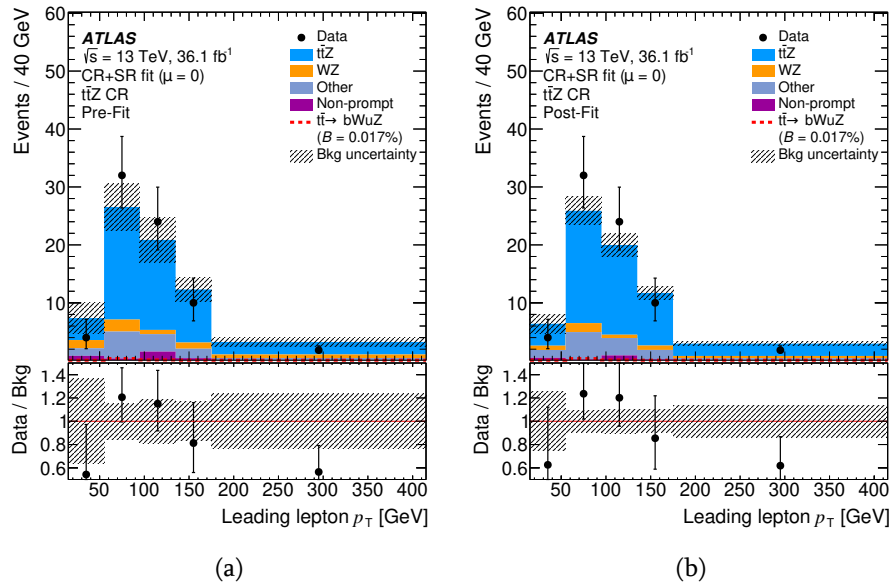 Events / 40 GeV
60
50
40
30
20
10
ATLAS
√s = 13 TeV, 36.1 fb⁻¹
CR+SR fit (μ = 0)
tt̄Z CR
Pre-Fit
Data
tt̄Z
WZ
Other
Non-prompt
tt̄→ bWuZ
(B = 0.017%)
Bkg uncertainty
Data / Bkg
1.4
1.2
1
0.8
0.6
50 100 150 200 250 300 350 400
Leading lepton p_T [GeV]
(a)
Events / 40 GeV
60
50
40
30
20
10
ATLAS
√s = 13 TeV, 36.1 fb⁻¹
CR+SR fit (μ = 0)
tt̄Z CR
Post-Fit
Data
tt̄Z
WZ
Other
Non-prompt
tt̄→ bWuZ
(B = 0.017%)
Bkg uncertainty
Data / Bkg
1.4
1.2
1
0.8
0.6
50 100 150 200 250 300 350 400
Leading lepton p_T [GeV]
(b)